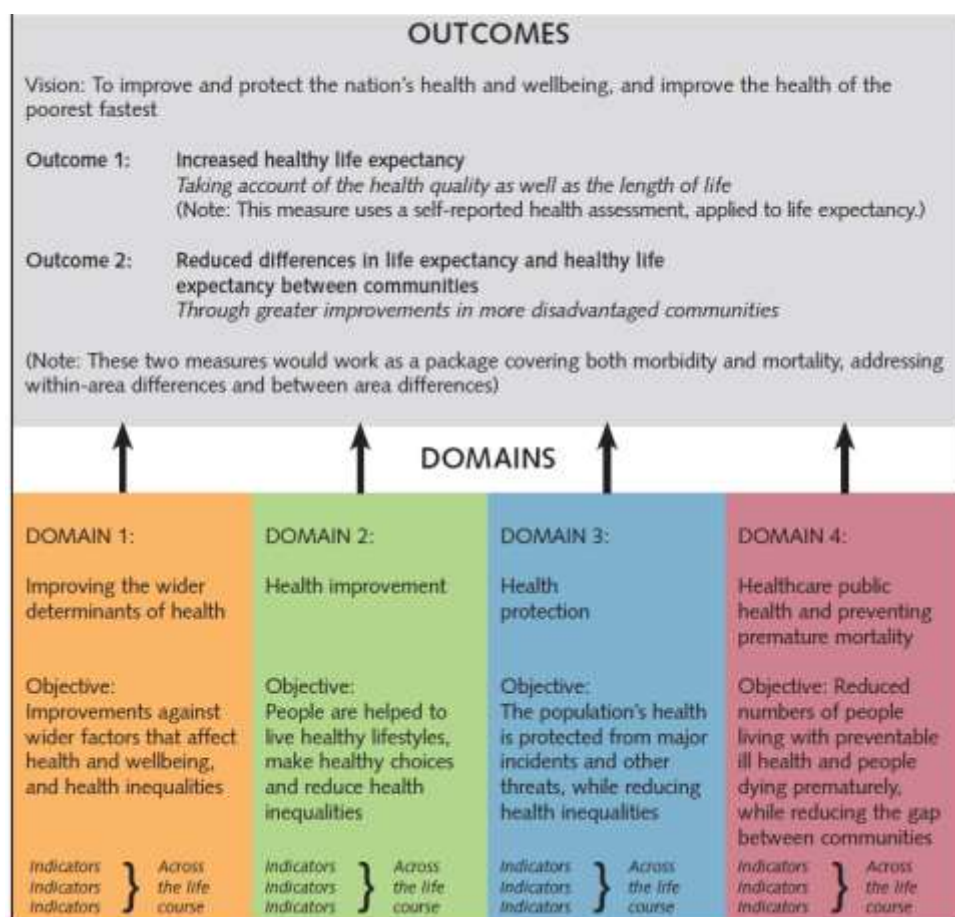 OUTCOMES
Vision: To improve and protect the nation's health and wellbeing, and improve the health of the
poorest fastest
Outcome 1: Increased healthy life expectancy
Taking account of the health quality as well as the length of life
(Note: This measure uses a self-reported health assessment, applied to life expectancy.)
Outcome 2: Reduced differences in life expectancy and healthy life
expectancy between communities
Through greater improvements in more disadvantaged communities
(Note: These two measures would work as a package covering both morbidity and mortality, addressing
within-area differences and between area differences)
DOMAINS
DOMAIN 1:
Improving the wider
determinants of health
Objective:
Improvements against
wider factors that affect
health and wellbeing,
and health inequalities
Indicators } Across
Indicators the life
Indicators course
DOMAIN 2:
Health improvement
Objective:
People are helped to
live healthy lifestyles,
make healthy choices
and reduce health
inequalities
Indicators } Across
Indicators the life
Indicators course
DOMAIN 3:
Health
protection
Objective:
The population's health
is protected from major
incidents and other
threats, while reducing
health inequalities
Indicators } Across
Indicators the life
Indicators course
DOMAIN 4:
Healthcare public
health and preventing
premature mortality
Objective: Reduced
numbers of people
living with preventable
ill health and people
dying prematurely,
while reducing the gap
between communities
Indicators } Across
Indicators the life
Indicators course